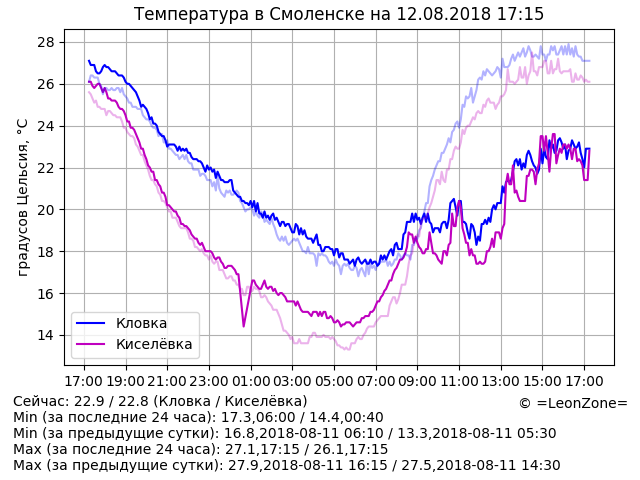 Температура в Смоленске на 12.08.2018 17:15
градусов Цельсия, °C
28
26
24
22
20
18
16
14
Кловка
Киселёвка
17:00 19:00 21:00 23:00 01:00 03:00 05:00 07:00 09:00 11:00 13:00 15:00 17:00
Сейчас: 22.9 / 22.8 (Кловка / Киселёвка)
© =LeonZone=
Min (за последние 24 часа): 17.3,06:00 / 14.4,00:40
Min (за предыдущие сутки): 16.8,2018-08-11 06:10 / 13.3,2018-08-11 05:30
Max (за последние 24 часа): 27.1,17:15 / 26.1,17:15
Max (за предыдущие сутки): 27.9,2018-08-11 16:15 / 27.5,2018-08-11 14:30